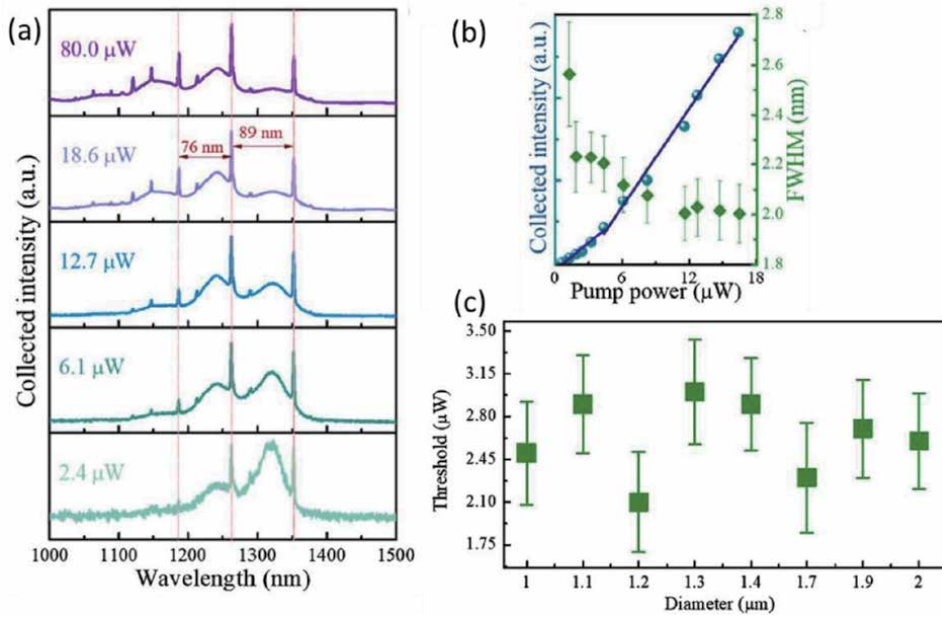 (a)
80.0 μW
18.6 μW
76 nm
89 nm
12.7 μW
6.1 μW
2.4 μW
1000 1100 1200 1300 1400 1500
Wavelength (nm)
Collected intensity (a.u.)
(b)
Collected intensity (a.u.)
2.8
2.6
2.4
2.2
2.0
1.8
FWHM (nm)
0 6 12 18
Pump power (μW)
(c)
3.50
3.15
2.80
2.45
2.10
1.75
Threshold (μW)
1 1.1 1.2 1.3 1.4 1.7 1.9 2
Diameter (μm)